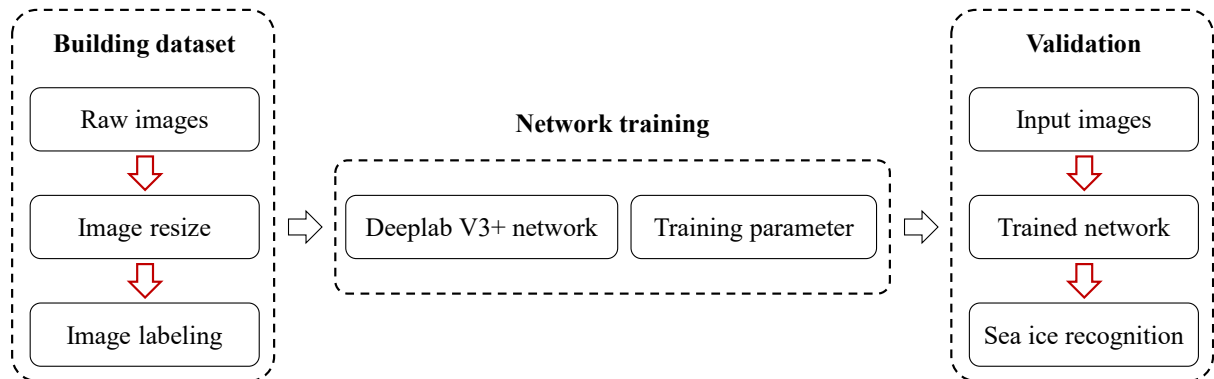 Building dataset
Raw images
Image resize
Image labeling
Network training
Deeplab V3+ network
Training parameter
Validation
Input images
Trained network
Sea ice recognition